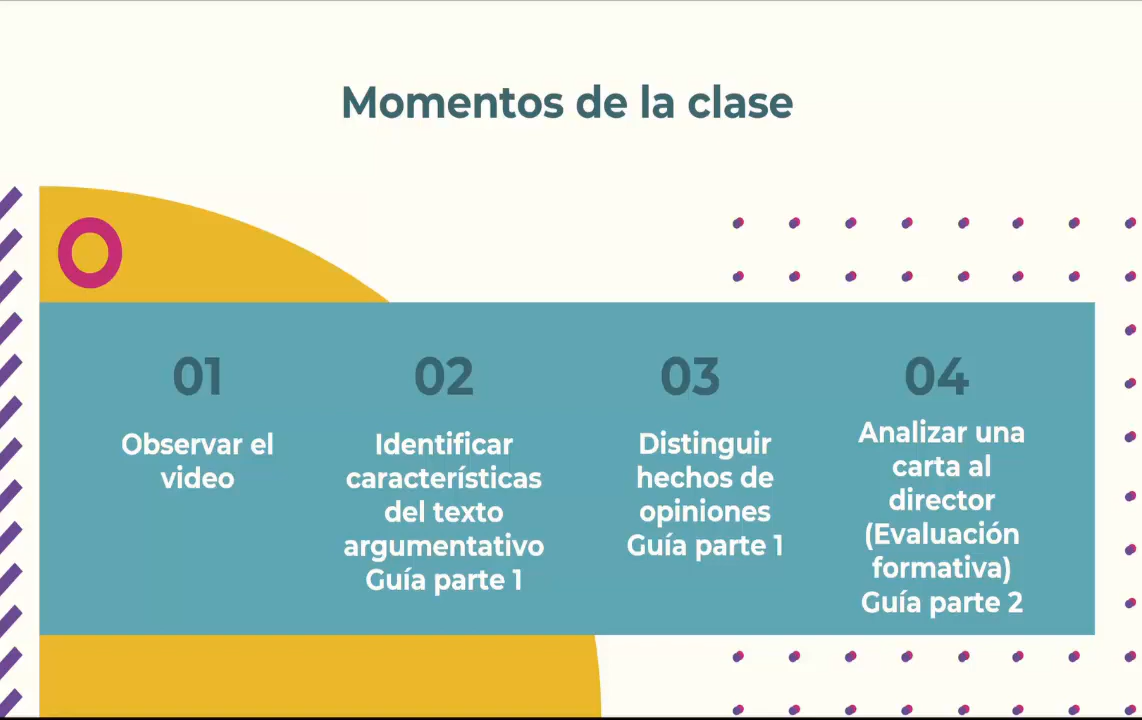 Momentos de la clase
01
Observar el
video
02
Identificar
características
del texto
argumentativo
Guía parte 1
03
Distinguir
hechos de
opiniones
Guía parte 1
04
Analizar una
carta al
director
(Evaluación
formativa)
Guía parte 2